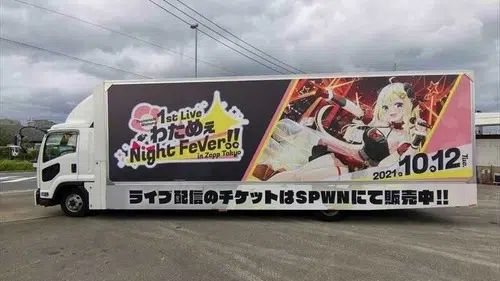 1st Live
わためぇ
Night Fever!!
in Zepp Tokyo
2021.10.12 Tue.
ライブ配信のチケットはSPWNにて販売中!!